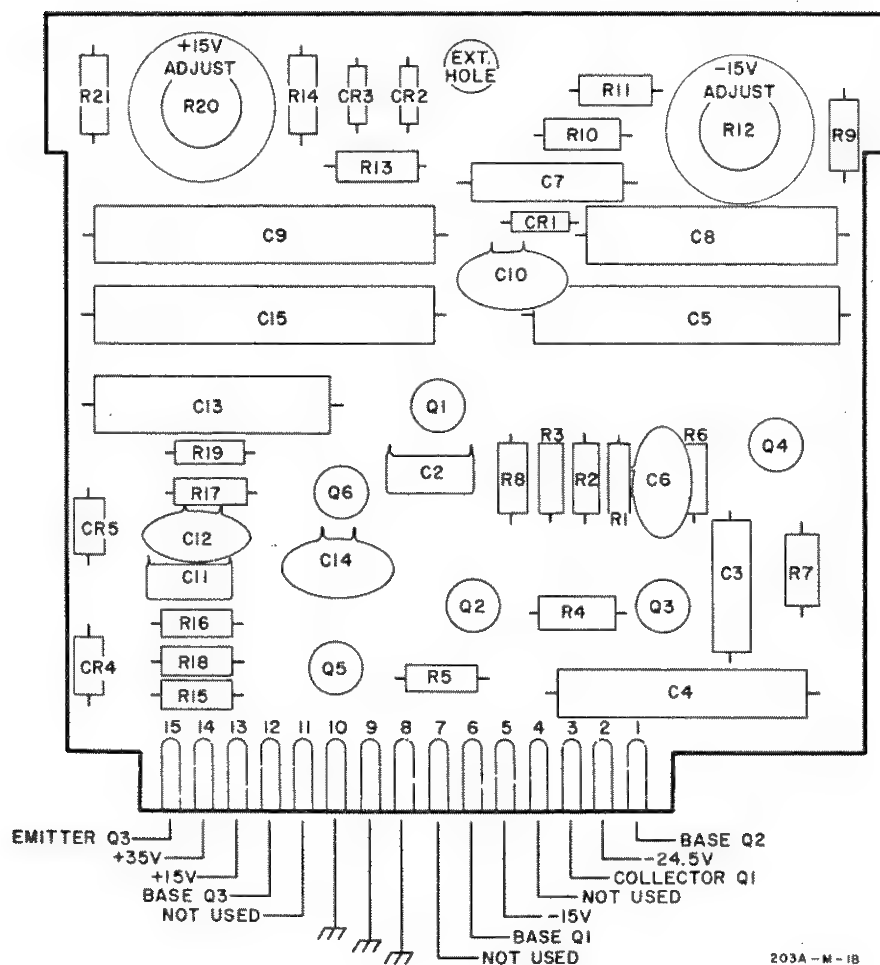 +15V
ADJUST
R20
R21
R14
CR3
CR2
EXT.
HOLE
R11
-15V
ADJUST
R12
R9
R10
R13
C7
CR1
C9
C8
C10
C15
C5
C13
Q1
Q4
R19
C2
R8
R3
R2
R1
C6
R6
R17
Q6
CR5
C12
C14
C11
C3
R7
R16
Q2
R4
Q3
CR4
R18
Q5
R5
R15
C4
15 14 13 12 11 10 9 8 7 6 5 4 3 2 1
EMITTER Q3
BASE Q2
+35V
-24.5V
+15V
COLLECTOR Q1
BASE Q3
NOT USED
NOT USED
-15V
BASE Q1
NOT USED
203A-M-18